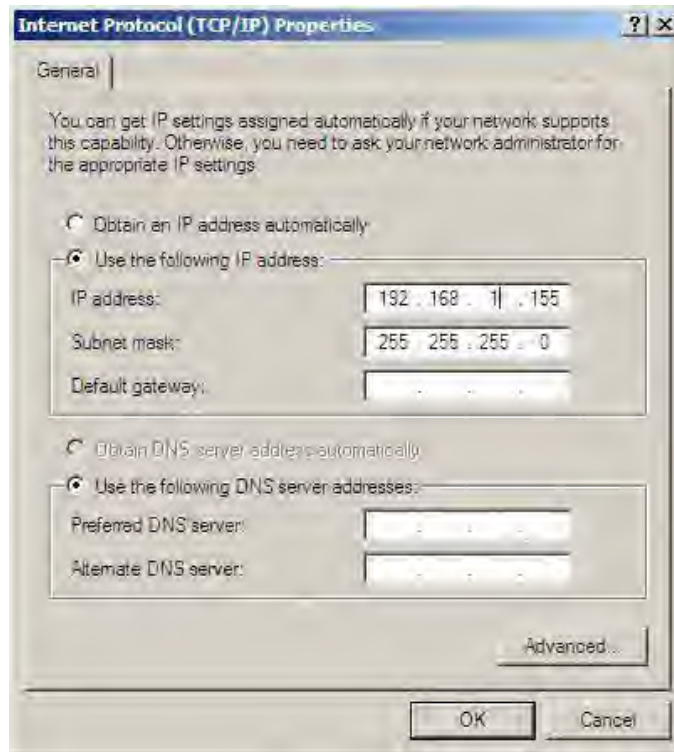 Internet Protocol (TCP/IP) Properties
General
You can get IP settings assigned automatically if your network supports
this capability. Otherwise, you need to ask your network administrator for
the appropriate IP settings.
Obtain an IP address automatically
Use the following IP address:
IP address: 192 . 168 . 1 . 155
Subnet mask: 255 . 255 . 255 . 0
Default gateway: . . .
Obtain DNS server address automatically
Use the following DNS server addresses:
Preferred DNS server: . . .
Alternate DNS server: . . .
Advanced...
OK Cancel